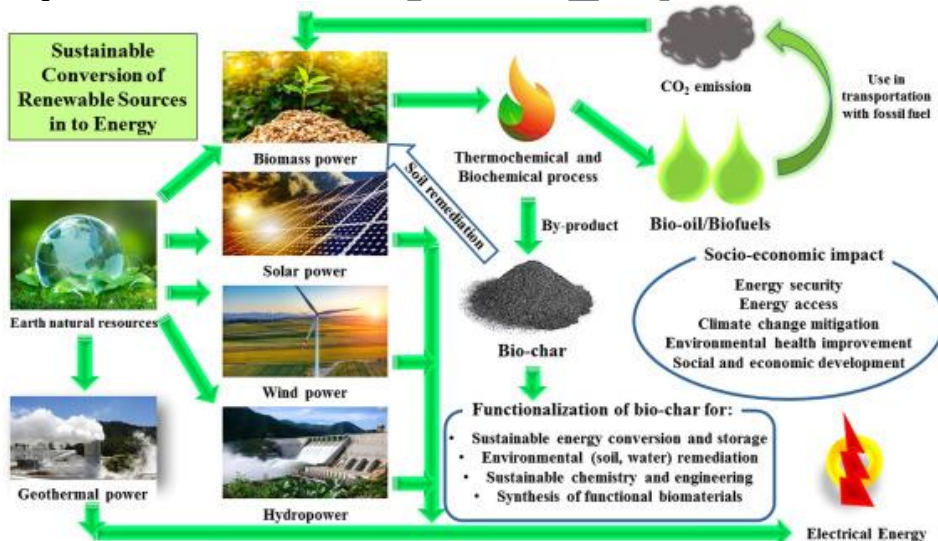 Sustainable
Conversion of
Renewable Sources
in to Energy
Biomass power
Thermochemical and
Biochemical process
CO₂ emission
Use in
transportation
with fossil fuel
Bio-oil/Biofuels
Soil remediation
By-product
Solar power
Earth natural resources
Bio-char
Socio-economic impact
Energy security
Energy access
Climate change mitigation
Environmental health improvement
Social and economic development
Wind power
Geothermal power
Hydropower
Functionalization of bio-char for:
• Sustainable energy conversion and storage
• Environmental (soil, water) remediation
• Sustainable chemistry and engineering
• Synthesis of functional biomaterials
Electrical Energy